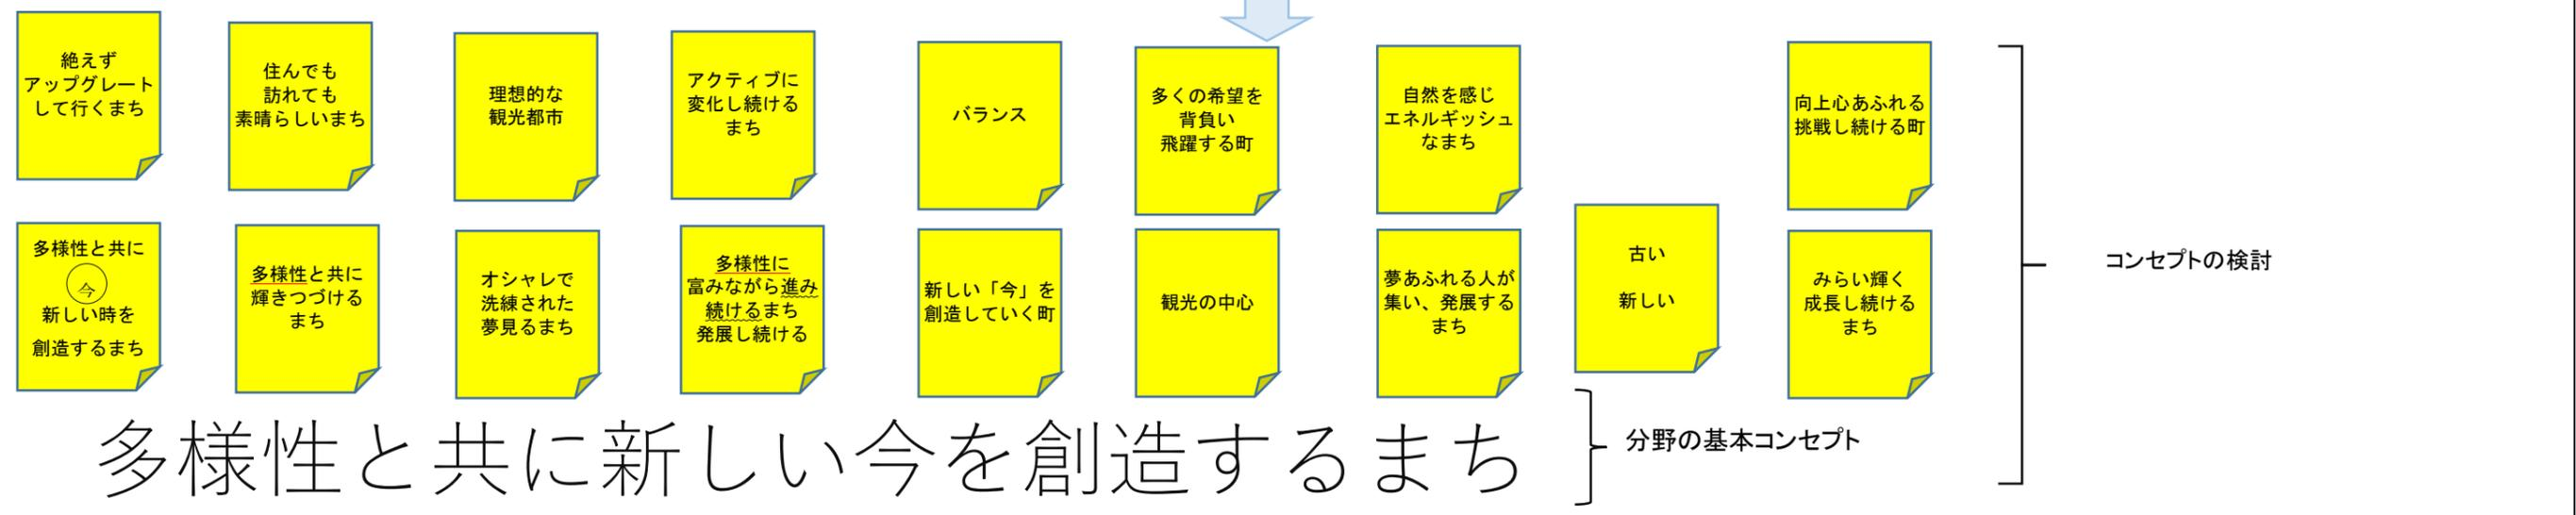 絶えず
アップグレート
して行くまち
住んでも
訪れても
素晴らしいまち
理想的な
観光都市
アクティブに
変化し続ける
まち
バランス
多くの希望を
背負い
飛躍する町
自然を感じ
エネルギッシュ
なまち
向上心あふれる
挑戦し続ける町
多様性と共に
今
新しい時を
創造するまち
多様性と共に
輝きつづける
まち
オシャレで
洗練された
夢見るまち
多様性に
富みながら進み
続けるまち
発展し続ける
新しい「今」を
創造していく町
観光の中心
夢あふれる人が
集い、発展する
まち
古い
新しい
みらい輝く
成長し続ける
まち
コンセプトの検討
多様性と共に新しい今を創造するまち
分野の基本コンセプト